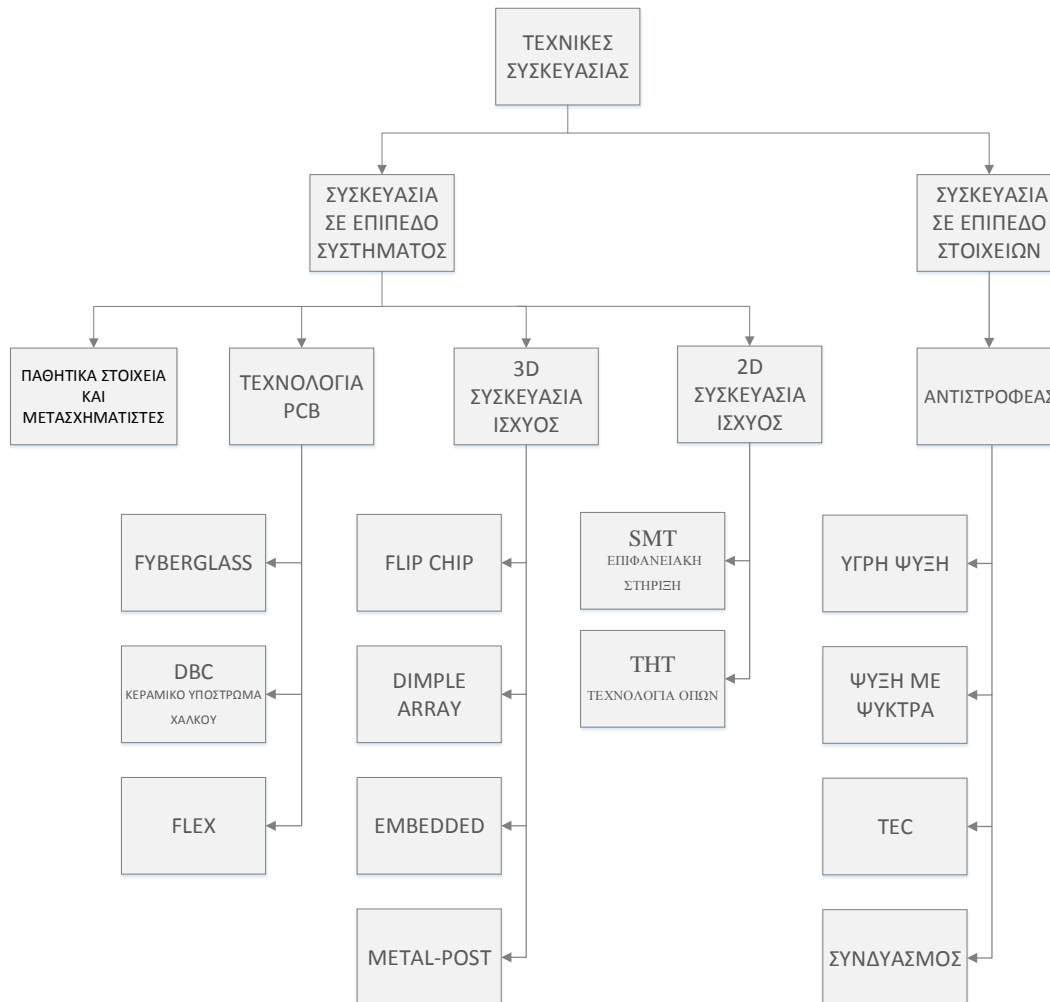 ΤΕΧΝΙΚΕΣ
ΣΥΣΚΕΥΑΣΙΑΣ
ΣΥΣΚΕΥΑΣΙΑ
ΣΕ ΕΠΙΠΕΔΟ
ΣΥΣΤΗΜΑΤΟΣ
ΣΥΣΚΕΥΑΣΙΑ
ΣΕ ΕΠΙΠΕΔΟ
ΣΤΟΙΧΕΙΩΝ
ΠΑΘΗΤΙΚΑ ΣΤΟΙΧΕΙΑ
ΚΑΙ
ΜΕΤΑΣΧΗΜΑΤΙΣΤΕΣ
ΤΕΧΝΟΛΟΓΙΑ
PCB
3D
ΣΥΣΚΕΥΑΣΙΑ
ΙΣΧΥΟΣ
2D
ΣΥΣΚΕΥΑΣΙΑ
ΙΣΧΥΟΣ
ΑΝΤΙΣΤΡΟΦΕΑΣ
FYBERGLASS
DBC
ΚΕΡΑΜΙΚΟ ΥΠΟΣΤΡΩΜΑ
ΧΑΛΚΟΥ
FLEX
FLIP CHIP
DIMPLE
ARRAY
EMBEDDED
METAL-POST
SMT
ΕΠΙΦΑΝΕΙΑΚΗ
ΣΤΗΡΙΞΗ
THT
ΤΕΧΝΟΛΟΓΙΑ ΟΠΩΝ
ΥΓΡΗ ΨΥΞΗ
ΨΥΞΗ ΜΕ
ΨΥΚΤΡΑ
TEC
ΣΥΝΔΥΑΣΜΟΣ